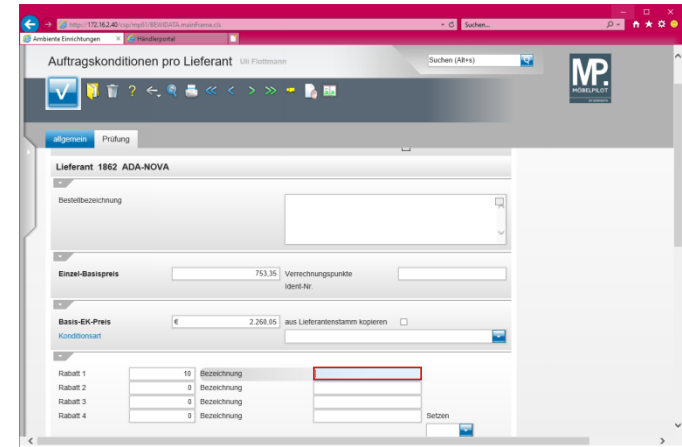 http://172.16.2.40/csp/mp61/BEWIDATA.mainframe.cls
Suchen...
Ambiente Einrichtungen
Händlerportal
Auftragskonditionen pro Lieferant Uli Flottmann
Suchen (Alt+s)
MP.
MÖBELPILOT
allgemein Prüfung
Lieferant 1862 ADA-NOVA
Bestellbezeichnung
Einzel-Basispreis 753,35 Verrechnungspunkte
Ident-Nr.
Basis-EK-Preis € 2.260,05 aus Lieferantenstamm kopieren
Konditionsart
Rabatt 1 10 Bezeichnung
Rabatt 2 0 Bezeichnung
Rabatt 3 0 Bezeichnung
Rabatt 4 0 Bezeichnung Setzen